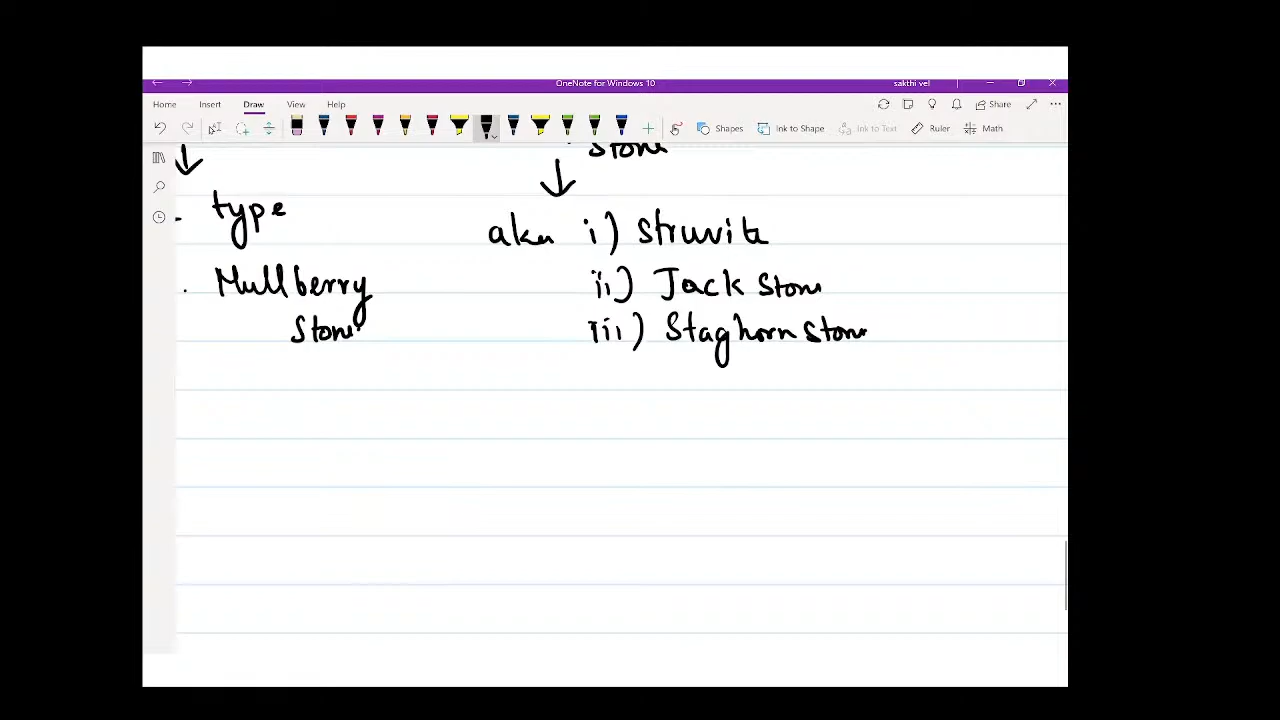 OneNote for Windows 10
sakthi vel
Home Insert Draw View Help
Share
Shapes Ink to Shape Ink to Text Ruler Math
Stone
type
aka i) Struvite
Mullberry
Stone
ii) Jack Stone
iii) Staghorn Stone